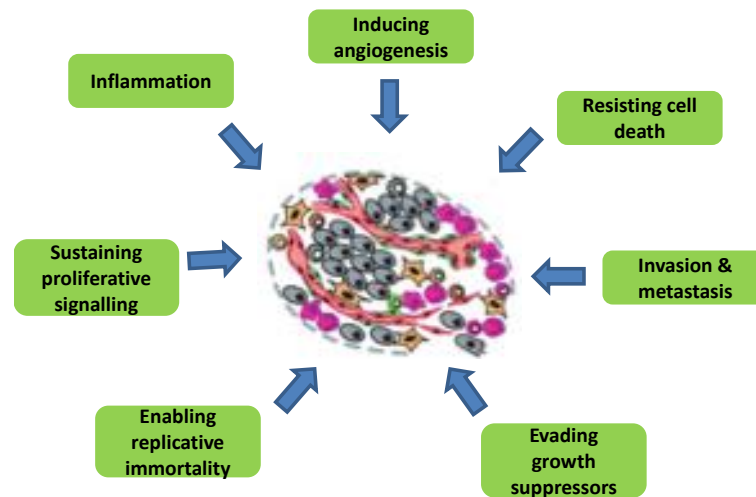 Inducing
angiogenesis
Inflammation
Resisting cell
death
Sustaining
proliferative
signalling
Invasion &
metastasis
Enabling
replicative
immortality
Evading
growth
suppressors